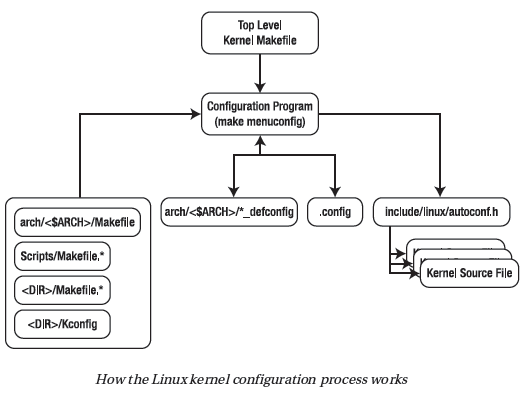 Top Level
Kernel Makefile
Configuration Program
(make menuconfig)
arch/<$ARCH>/Makefile
Scripts/Makefile.*
<DIR>/Makefile.*
<DIR>/Kconfig
arch/<$ARCH>/*_defconfig
.config
include/linux/autoconf.h
Kernel Source File
How the Linux kernel configuration process works